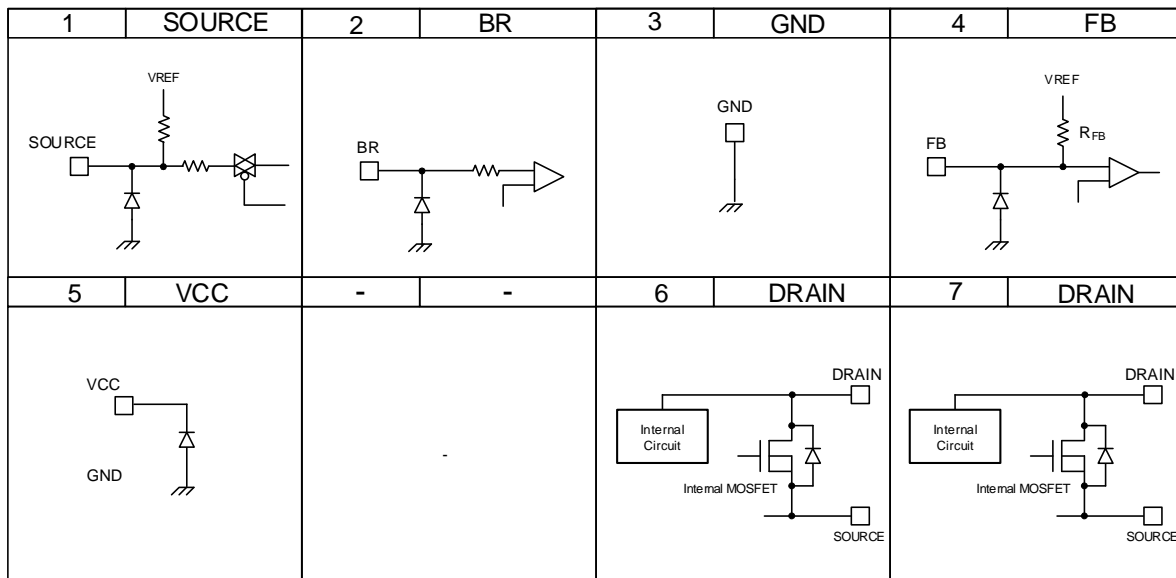 1 SOURCE 2 BR 3 GND 4 FB
VREF
SOURCE
BR
GND
VREF
RFB
FB
5 VCC - - 6 DRAIN 7 DRAIN
VCC
GND
-
DRAIN
Internal
Circuit
Internal MOSFET
SOURCE
DRAIN
Internal
Circuit
Internal MOSFET
SOURCE